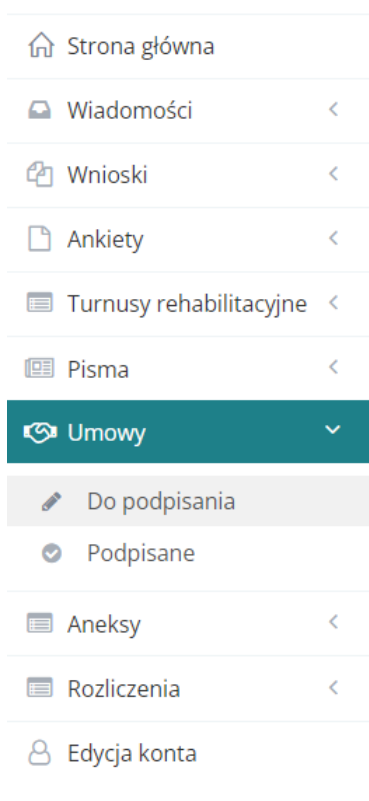 Strona główna
Wiadomości
Wnioski
Ankiety
Turnusy rehabilitacyjne
Pisma
Umowy
Do podpisania
Podpisane
Aneksy
Rozliczenia
Edycja konta